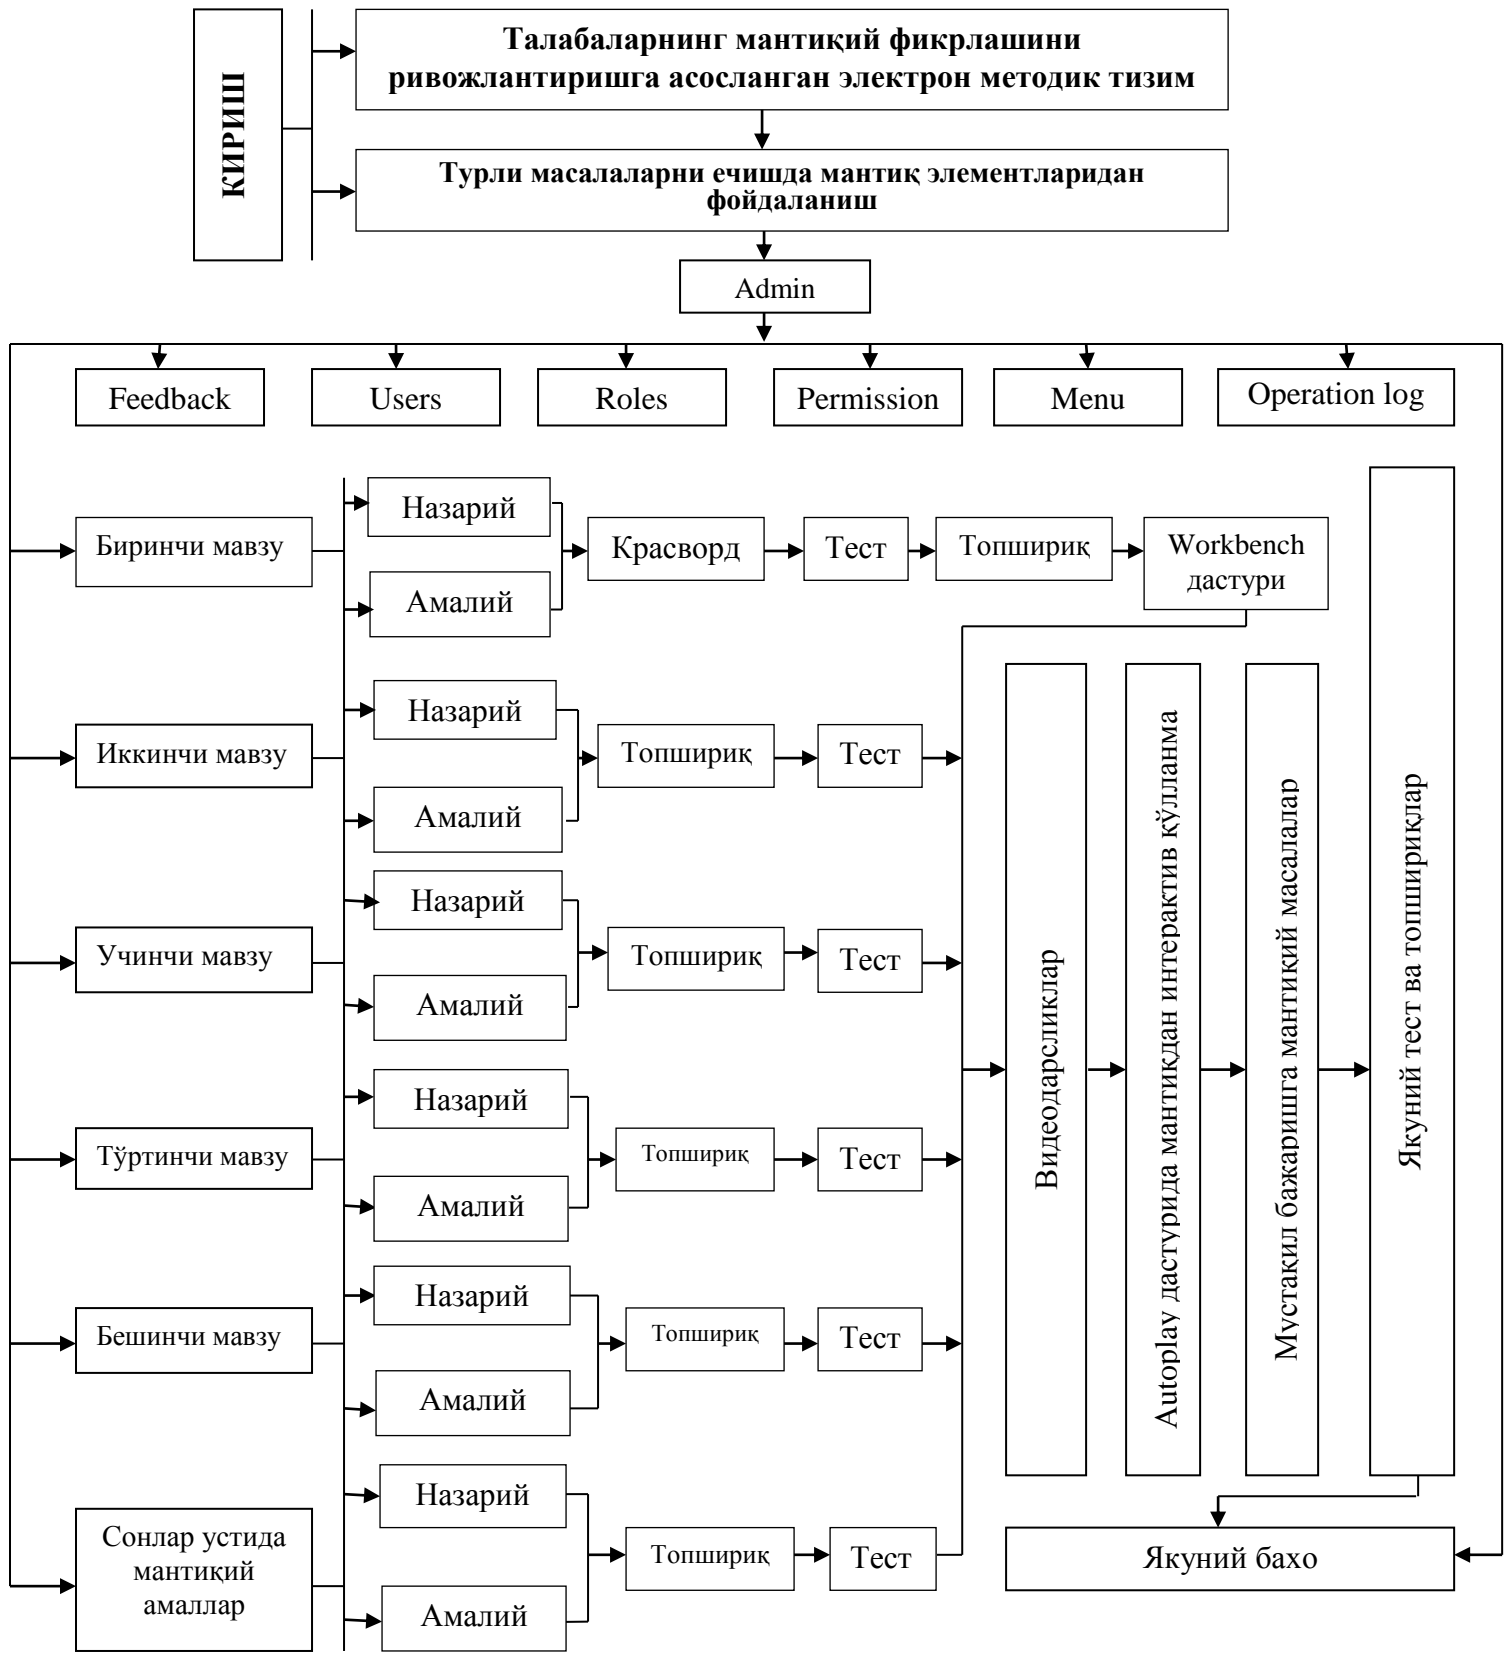 КИРИШ
Талабаларнинг мантиқий фикрлашини
ривожлантиришга асосланган электрон методик тизим
Турли масалаларни ечишда мантиқ элементларидан
фойдаланиш
Admin
Feedback
Users
Roles
Permission
Menu
Operation log
Биринчи мавзу
Назарий
Амалий
Красворд
Тест
Топшириқ
Workbench
дастури
Иккинчи мавзу
Назарий
Амалий
Топшириқ
Тест
Учинчи мавзу
Назарий
Амалий
Топшириқ
Тест
Тўртинчи мавзу
Назарий
Амалий
Топшириқ
Тест
Бешинчи мавзу
Назарий
Амалий
Топшириқ
Тест
Сонлар устида
мантиқий
амаллар
Назарий
Амалий
Топшириқ
Тест
Видеодарсликлар
Autoplay дастурида мантиқдан интерактив қўлланма
Мустақил бажаришга мантиқий масалалар
Якуний тест ва топшириқлар
Якуний бахо